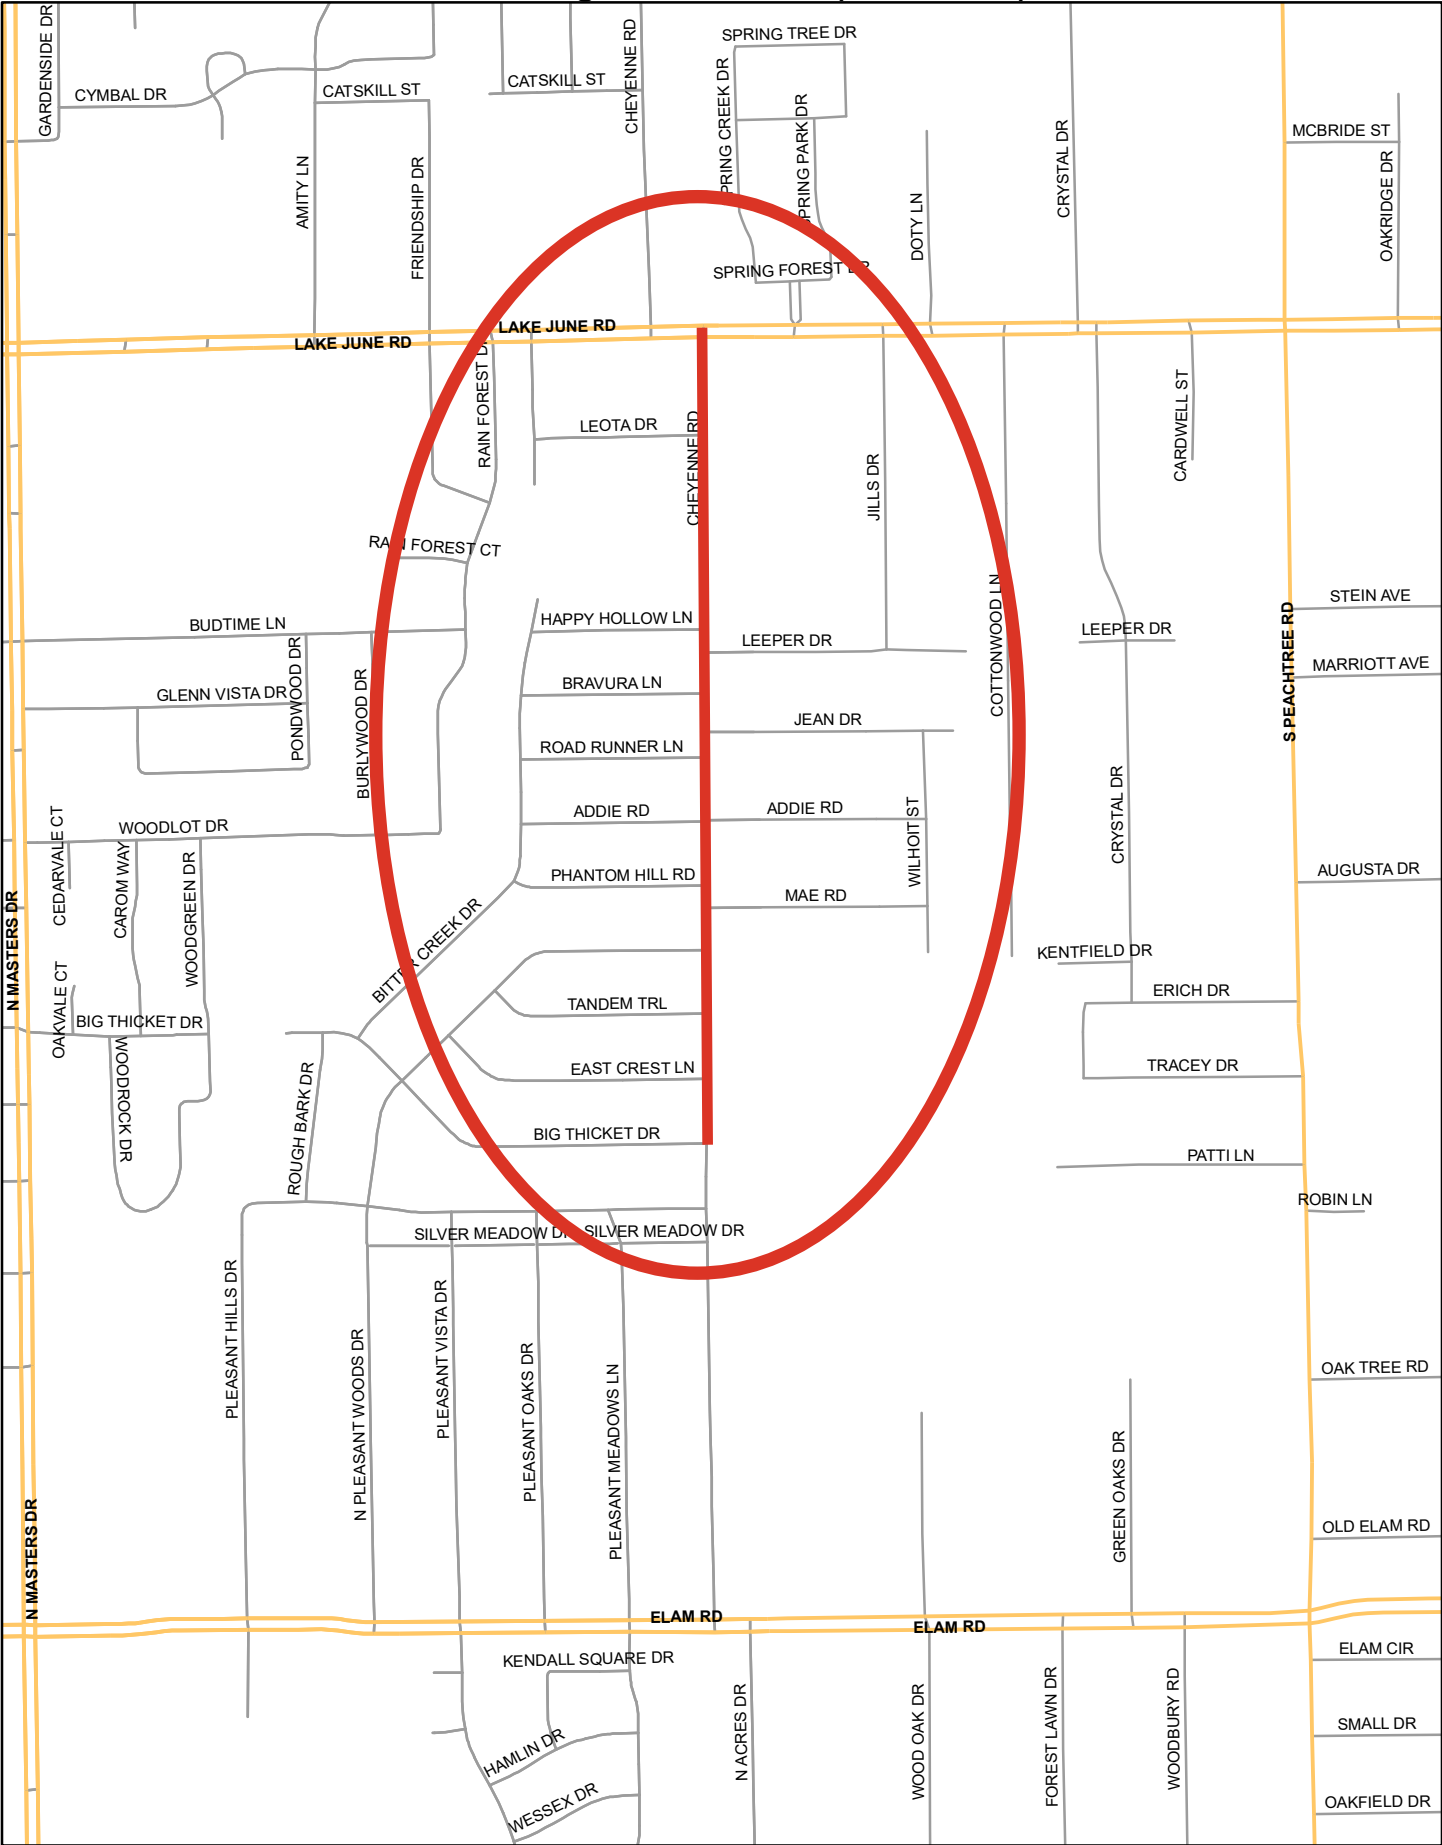 GARDENSIDE DR
CYMBAL DR
CATSKILL ST
CATSKILL ST
CHEYENNE RD
SPRING TREE DR
PRING CREEK DR
SPRING PARK DR
AMITY LN
FRIENDSHIP DR
DOTY LN
CRYSTAL DR
MCBRIDE ST
OAKRIDGE DR
SPRING FOREST DR
LAKE JUNE RD
LAKE JUNE RD
RAIN FOREST DR
LEOTA DR
CHEYENNE RD
JILLS DR
CARDWELL ST
RAIN FOREST CT
BUDTIME LN
HAPPY HOLLOW LN
LEEPER DR
LEEPER DR
STEIN AVE
COTTONWOOD LN
S PEACHTREE RD
MARRIOTT AVE
GLENN VISTA DR
PONDWOOD DR
BURLYWOOD DR
BRAVURA LN
JEAN DR
ROAD RUNNER LN
ADDIE RD
ADDIE RD
WILHOIT ST
CRYSTAL DR
WOODLOT DR
CEDARVALE CT
CAROM WAY
WOODGREEN DR
PHANTOM HILL RD
MAE RD
AUGUSTA DR
N MASTERS DR
BITTER CREEK DR
KENTFIELD DR
ERICH DR
OAKVALE CT
BIG THICKET DR
TANDEM TRL
WOODROCK DR
ROUGH BARK DR
EAST CREST LN
TRACEY DR
BIG THICKET DR
PATTI LN
ROBIN LN
SILVER MEADOW DR
SILVER MEADOW DR
PLEASANT HILLS DR
N PLEASANT WOODS DR
PLEASANT VISTA DR
PLEASANT OAKS DR
PLEASANT MEADOWS LN
OAK TREE RD
GREEN OAKS DR
OLD ELAM RD
N MASTERS DR
ELAM RD
ELAM RD
KENDALL SQUARE DR
ELAM CIR
HAMLIN DR
N ACRES DR
WOOD OAK DR
FOREST LAWN DR
WOODBURY RD
SMALL DR
WESSEX DR
OAKFIELD DR